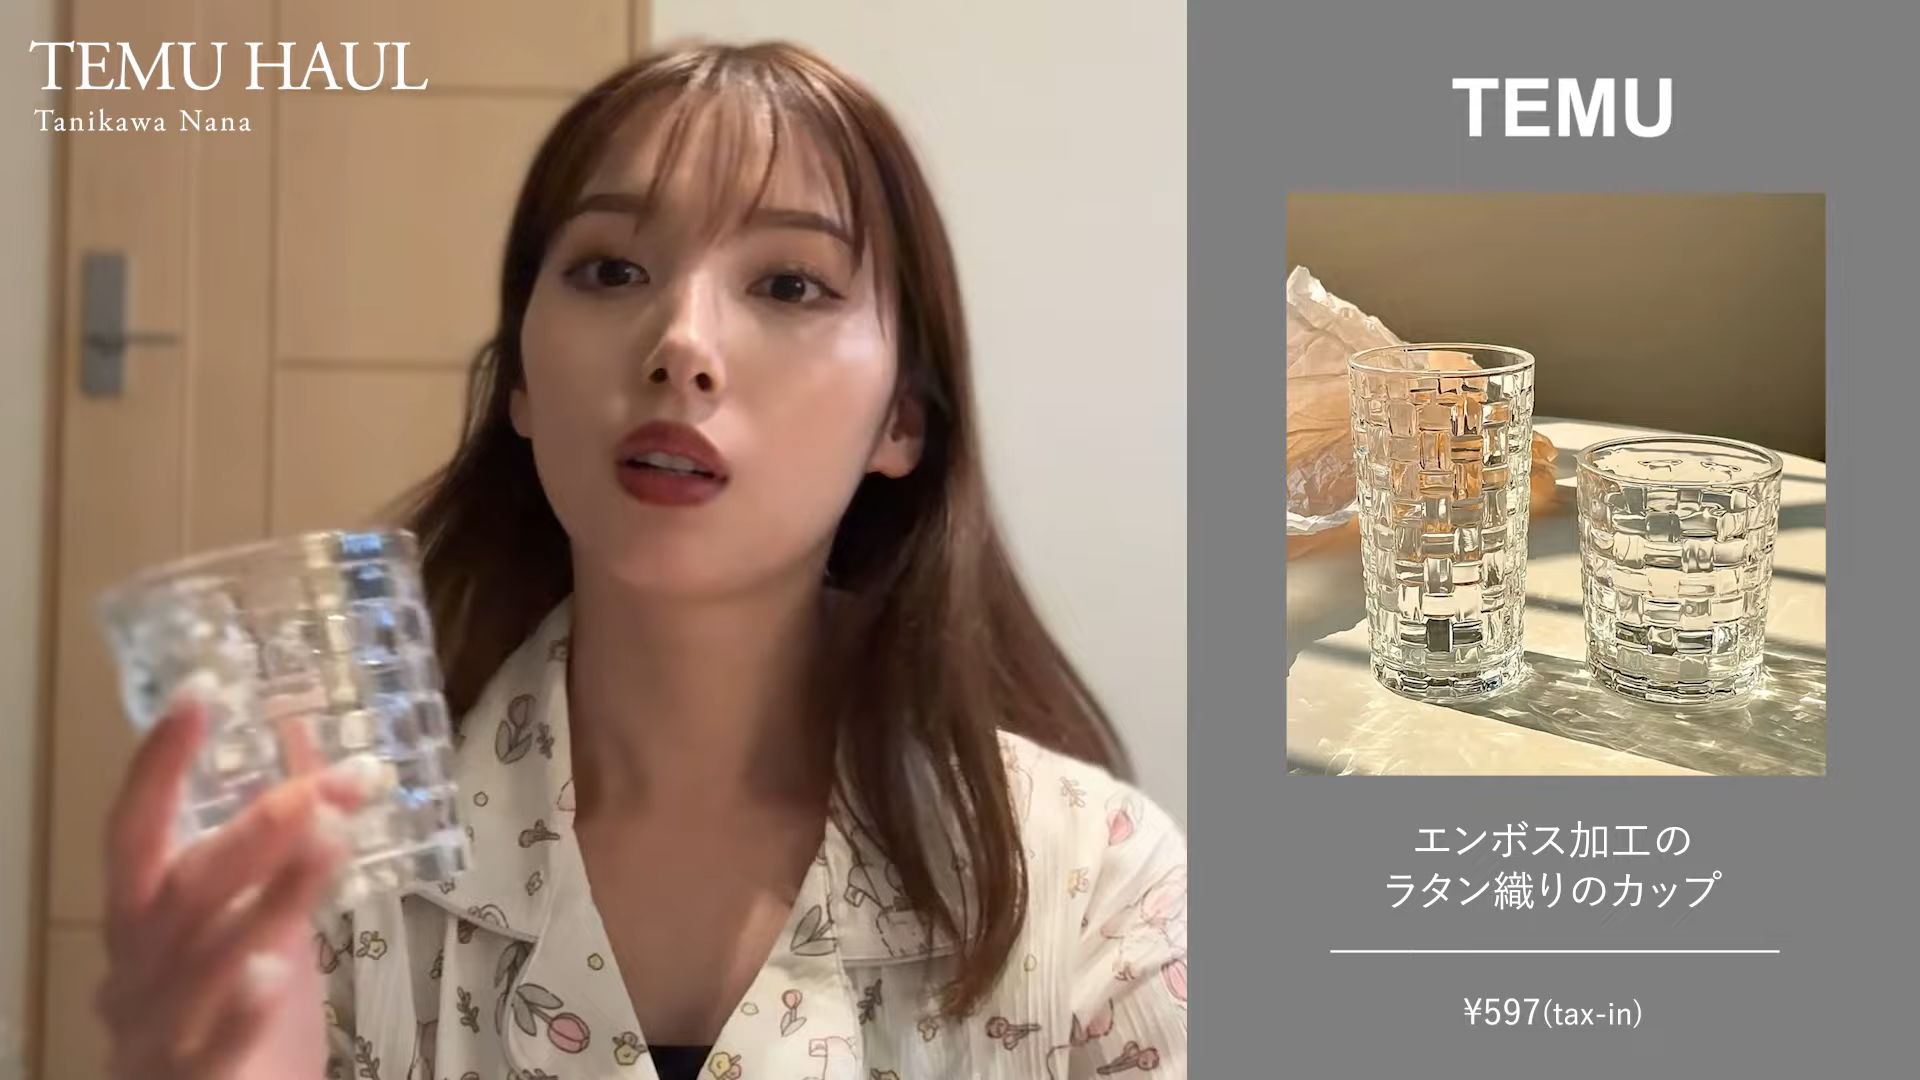 TEMU HAUL
Tanikawa Nana
TEMU
エンボス加工の
ラタン織りのカップ
¥597(tax-in)